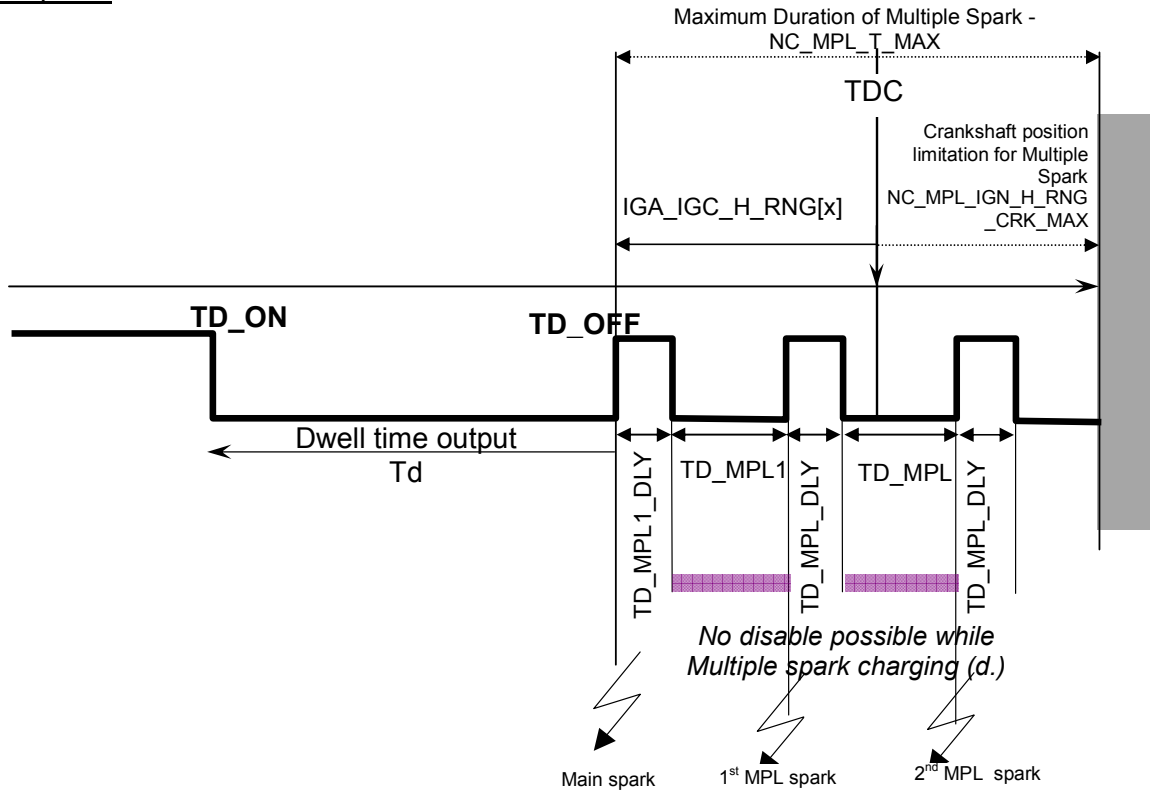 Maximum Duration of Multiple Spark -
NC_MPL_T_MAX
TDC
Crankshaft position
limitation for Multiple
Spark
NC_MPL_IGN_H_RNG
_CRK_MAX
IGA_IGC_H_RNG[x]
TD_ON
TD_OFF
Dwell time output
Td
TD_MPL1_DLY
TD_MPL1
TD_MPL_DLY
TD_MPL
TD_MPL_DLY
No disable possible while
Multiple spark charging (d.)
Main spark
1st MPL spark
2nd MPL spark